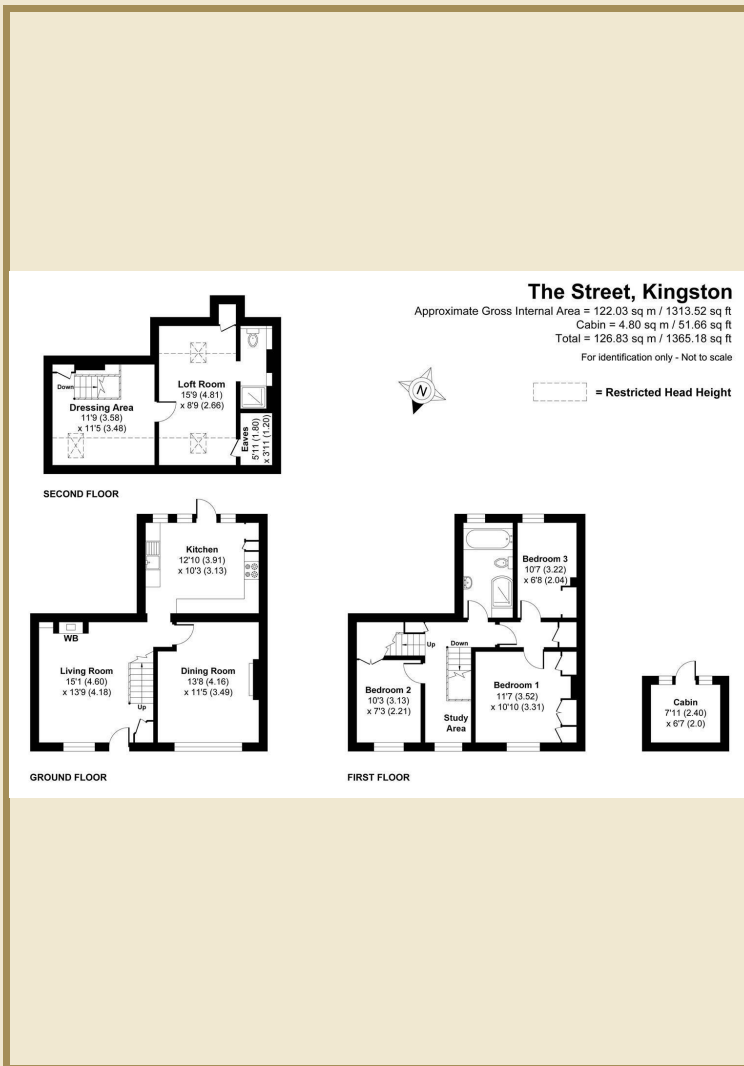 The Street, Kingston
Approximate Gross Internal Area = 122.03 sq m / 1313.52 sq ft
Cabin = 4.80 sq m / 51.66 sq ft
Total = 126.83 sq m / 1365.18 sq ft
For identification only - Not to scale
= Restricted Head Height
N
Down
Dressing Area
11'9 (3.58)
x 11'5 (3.48)
Loft Room
15'9 (4.81)
x 8'9 (2.66)
Eaves
5'11 (1.80)
x 3'11 (1.20)
SECOND FLOOR
Kitchen
12'10 (3.91)
x 10'3 (3.13)
WB
Living Room
15'1 (4.60)
x 13'9 (4.18)
Up
Dining Room
13'8 (4.16)
x 11'5 (3.49)
GROUND FLOOR
Bedroom 3
10'7 (3.22)
x 6'8 (2.04)
Up
Down
Bedroom 2
10'3 (3.13)
x 7'3 (2.21)
Study
Area
Bedroom 1
11'7 (3.52)
x 10'10 (3.31)
FIRST FLOOR
Cabin
7'11 (2.40)
x 6'7 (2.0)